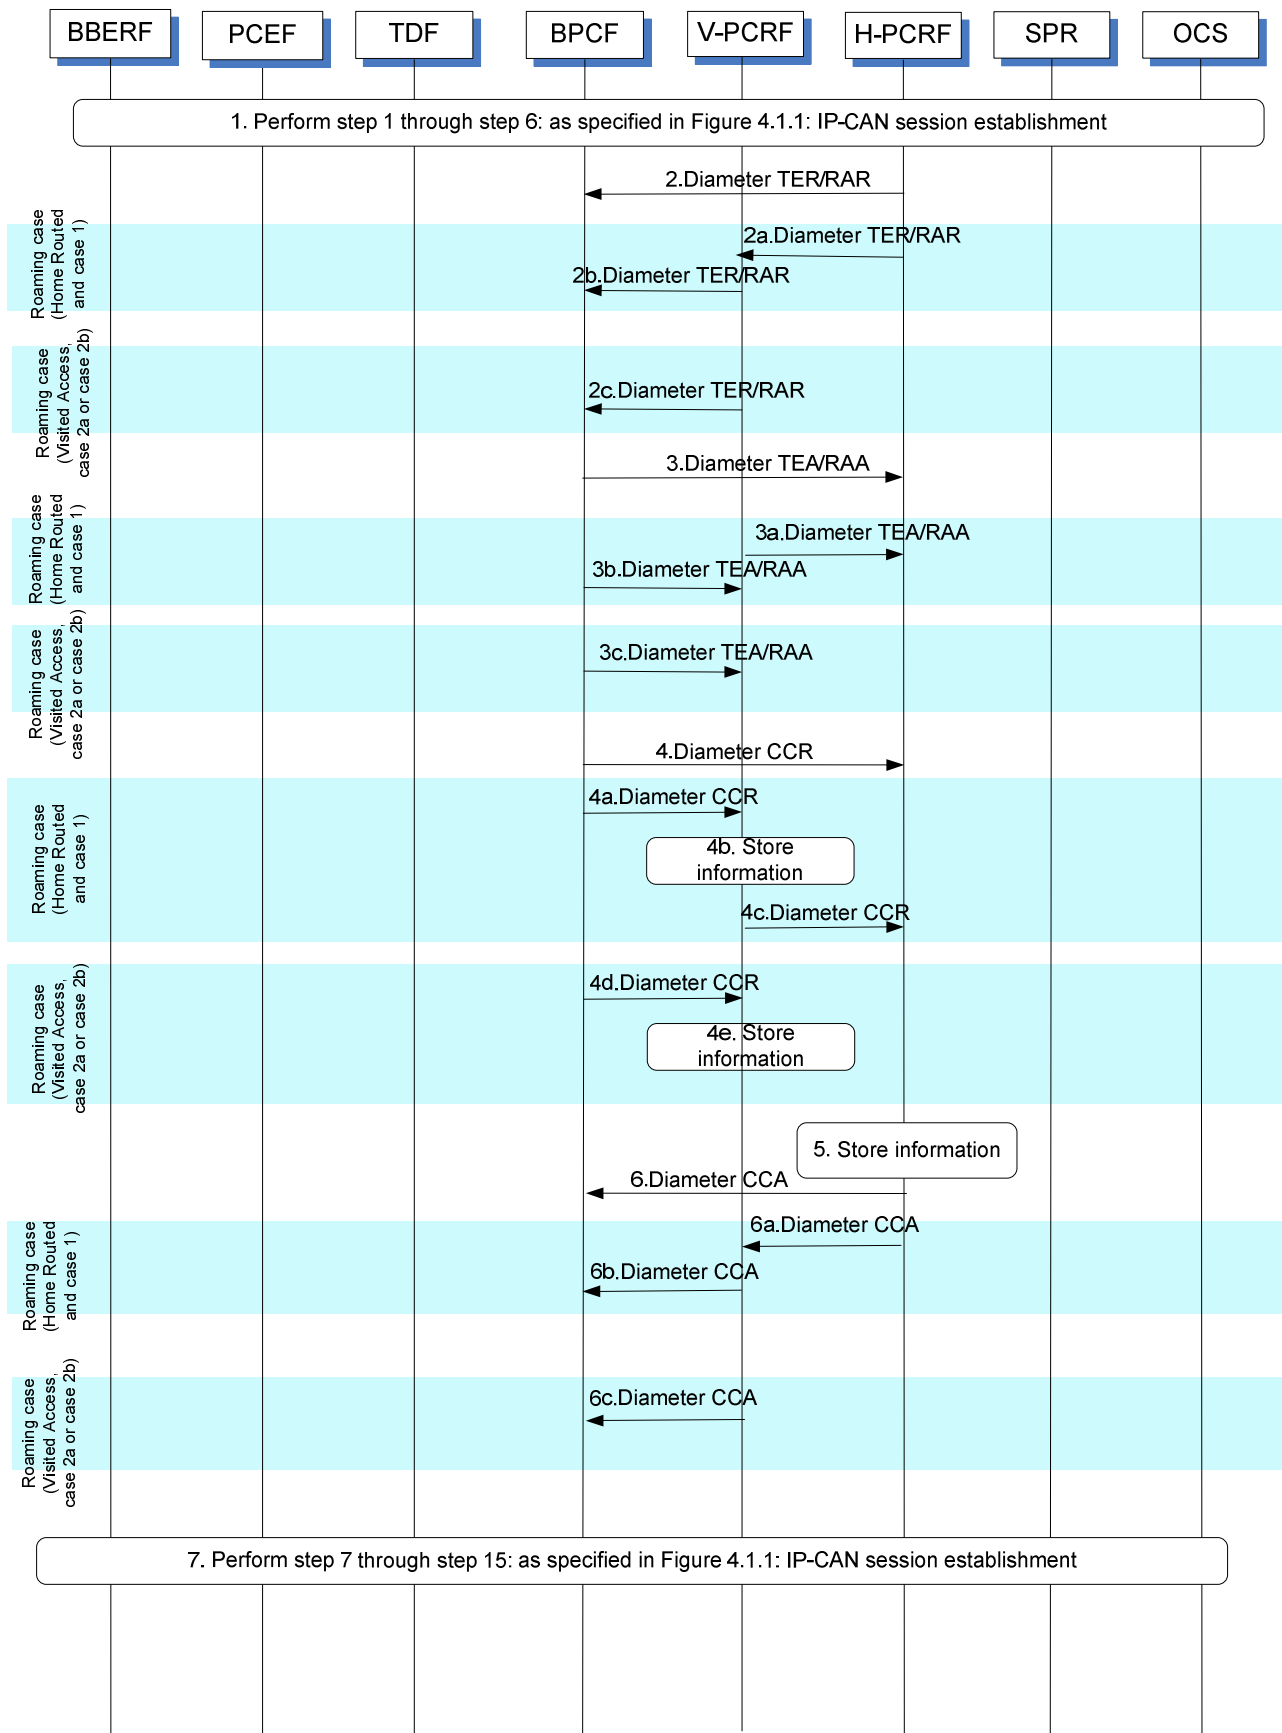 BBERF
PCEF
TDF
BPCF
V-PCRF
H-PCRF
SPR
OCS
1. Perform step 1 through step 6: as specified in Figure 4.1.1: IP-CAN session establishment
2.Diameter TER/RAR
Roaming case
(Home Routed
and case 1)
2a.Diameter TER/RAR
2b.Diameter TER/RAR
Roaming case
(Visited Access,
case 2a or case 2b)
2c.Diameter TER/RAR
3.Diameter TEA/RAA
Roaming case
(Home Routed
and case 1)
3a.Diameter TEA/RAA
3b.Diameter TEA/RAA
Roaming case
(Visited Access,
case 2a or case 2b)
3c.Diameter TEA/RAA
4.Diameter CCR
Roaming case
(Home Routed
and case 1)
4a.Diameter CCR
4b. Store
information
4c.Diameter CCR
Roaming case
(Visited Access,
case 2a or case 2b)
4d.Diameter CCR
4e. Store
information
5. Store information
6.Diameter CCA
Roaming case
(Home Routed
and case 1)
6a.Diameter CCA
6b.Diameter CCA
Roaming case
(Visited Access,
case 2a or case 2b)
6c.Diameter CCA
7. Perform step 7 through step 15: as specified in Figure 4.1.1: IP-CAN session establishment